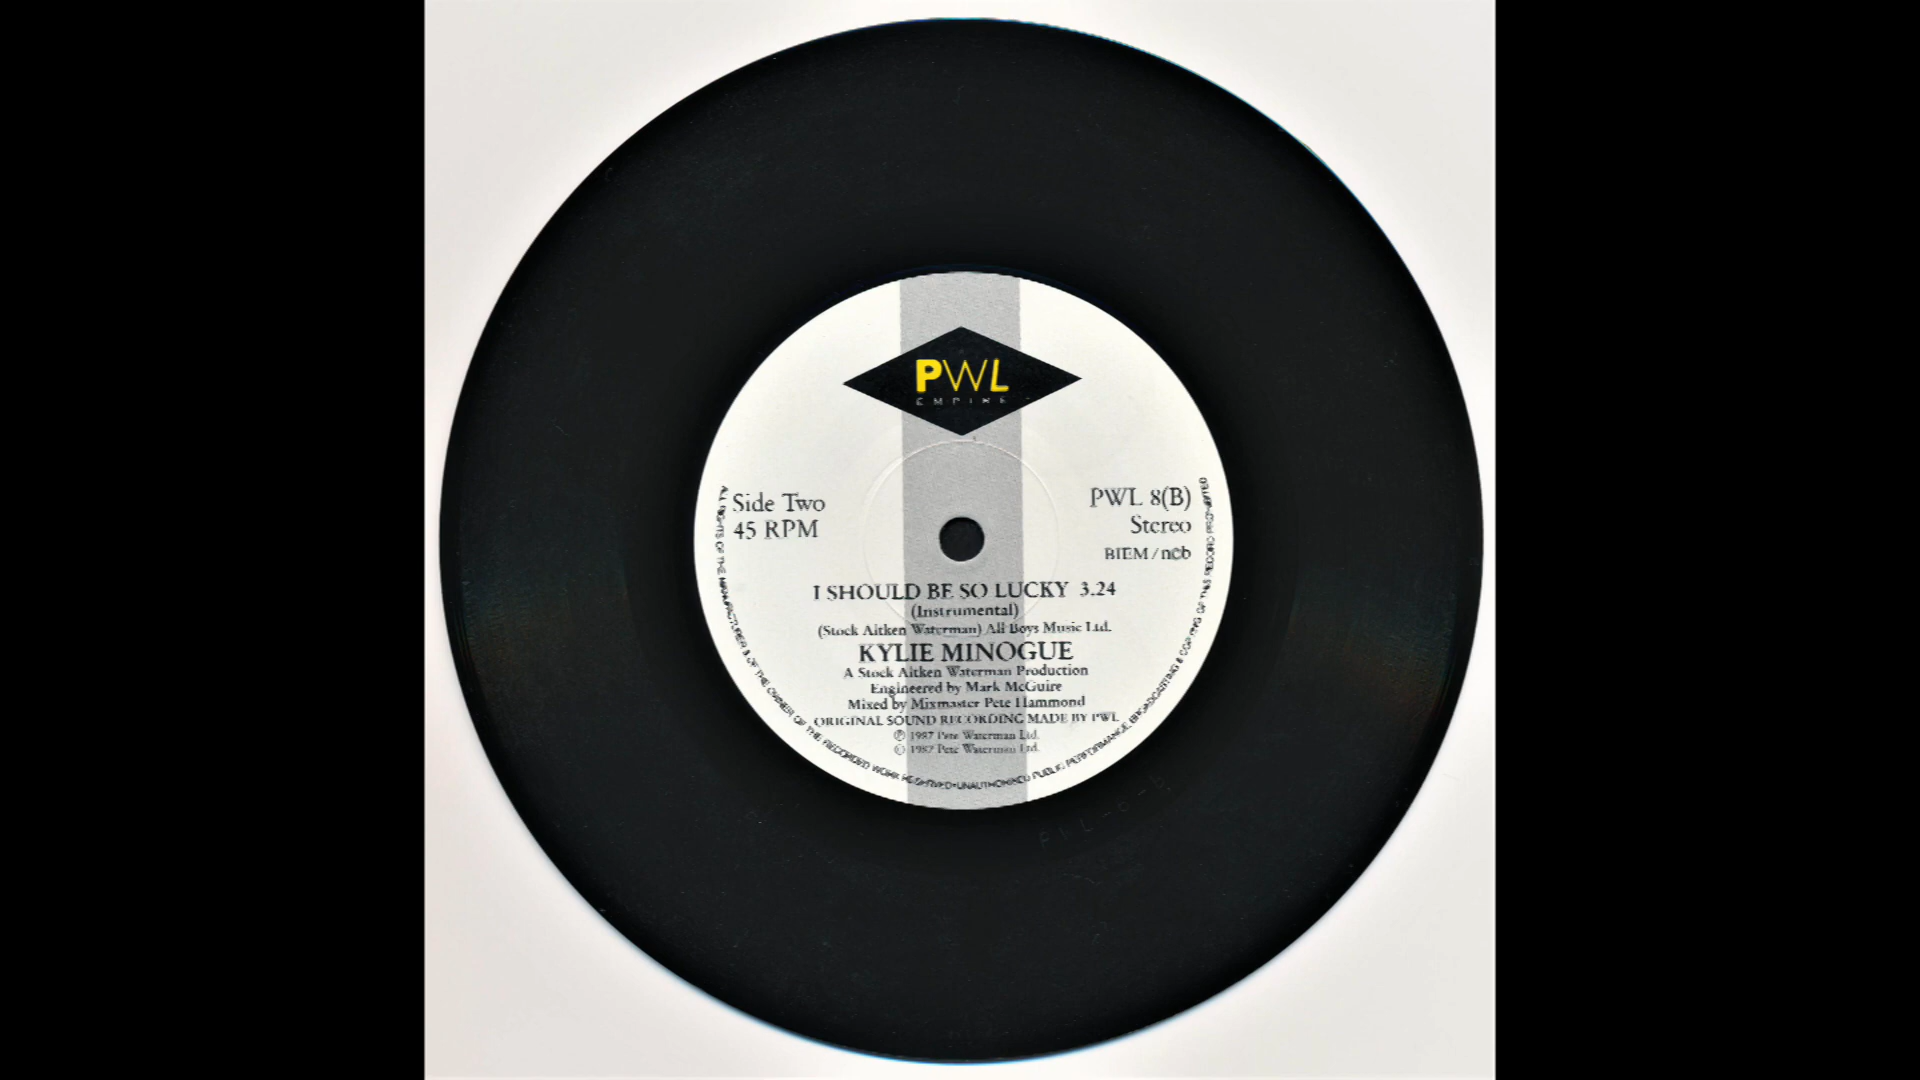 PWL
EMPIRE
Side Two
45 RPM
PWL 8(B)
Stereo
BIEM/ncb
I SHOULD BE SO LUCKY 3.24
(Instrumental)
(Stock Aitken Waterman) All Boys Music Ltd.
KYLIE MINOGUE
A Stock Aitken Waterman Production
Engineered by Mark McGuire
Mixed by Mixmaster Pete Hammond
ORIGINAL SOUND RECORDING MADE BY PWL
Ⓟ 1987 Pete Waterman Ltd.
© 1987 Pete Waterman Ltd.
ALL RIGHTS OF THE MANUFACTURER & OF THE OWNER OF THE RECORDED WORK RESERVED•UNAUTHORISED PUBLIC PERFORMANCE, BROADCASTING & COPYING OF THIS RECORD PROHIBITED